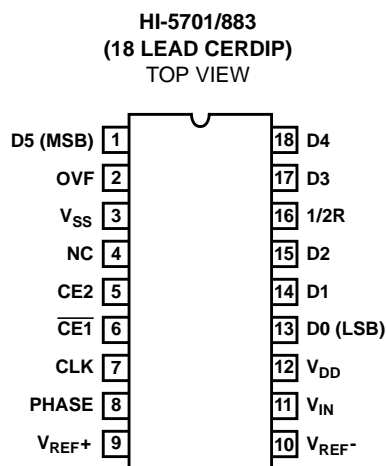 HI-5701/883
(18 LEAD CERDIP)
TOP VIEW
D5 (MSB) 1 18 D4
OVF 2 17 D3
VSS 3 16 1/2R
NC 4 15 D2
CE2 5 14 D1
C̅E̅1̅ 6 13 D0 (LSB)
CLK 7 12 VDD
PHASE 8 11 VIN
VREF+ 9 10 VREF-